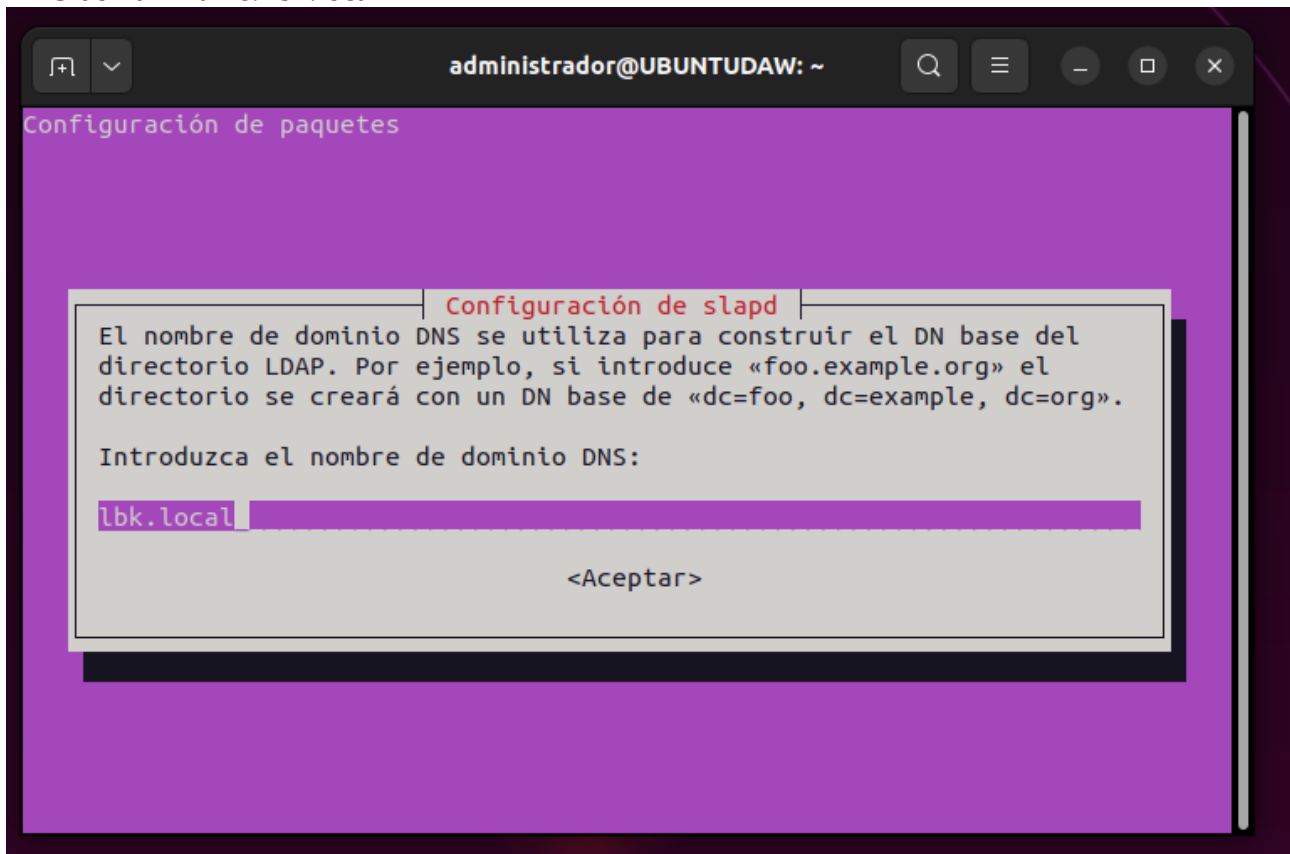 administrador@UBUNTUDAW: ~
Configuración de paquetes
Configuración de slapd
El nombre de dominio DNS se utiliza para construir el DN base del
directorio LDAP. Por ejemplo, si introduce «foo.example.org» el
directorio se creará con un DN base de «dc=foo, dc=example, dc=org».
Introduzca el nombre de dominio DNS:
lbk.local
<Aceptar>